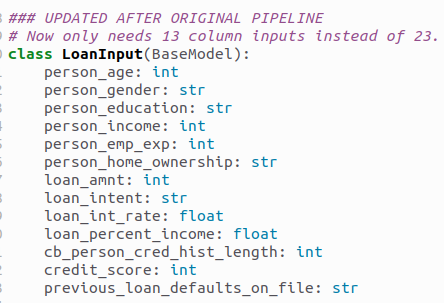 ### UPDATED AFTER ORIGINAL PIPELINE
# Now only needs 13 column inputs instead of 23.
class LoanInput(BaseModel):
    person_age: int
    person_gender: str
    person_education: str
    person_income: int
    person_emp_exp: int
    person_home_ownership: str
    loan_amnt: int
    loan_intent: str
    loan_int_rate: float
    loan_percent_income: float
    cb_person_cred_hist_length: int
    credit_score: int
    previous_loan_defaults_on_file: str